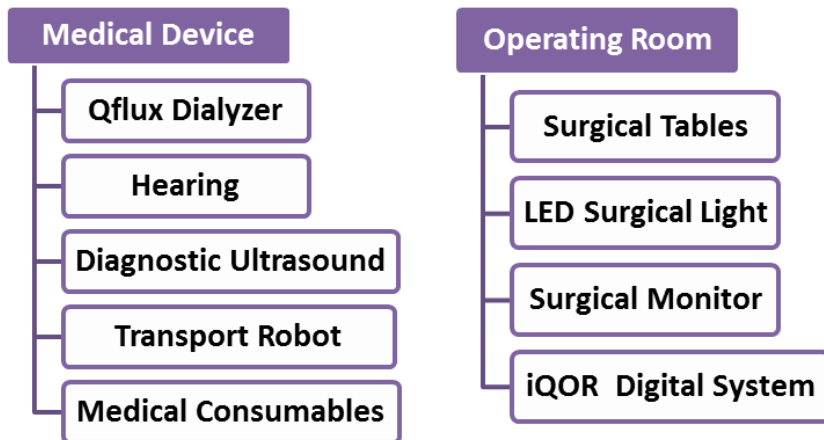 Medical Device
Qflux Dialyzer
Hearing
Diagnostic Ultrasound
Transport Robot
Medical Consumables
Operating Room
Surgical Tables
LED Surgical Light
Surgical Monitor
iQOR  Digital System